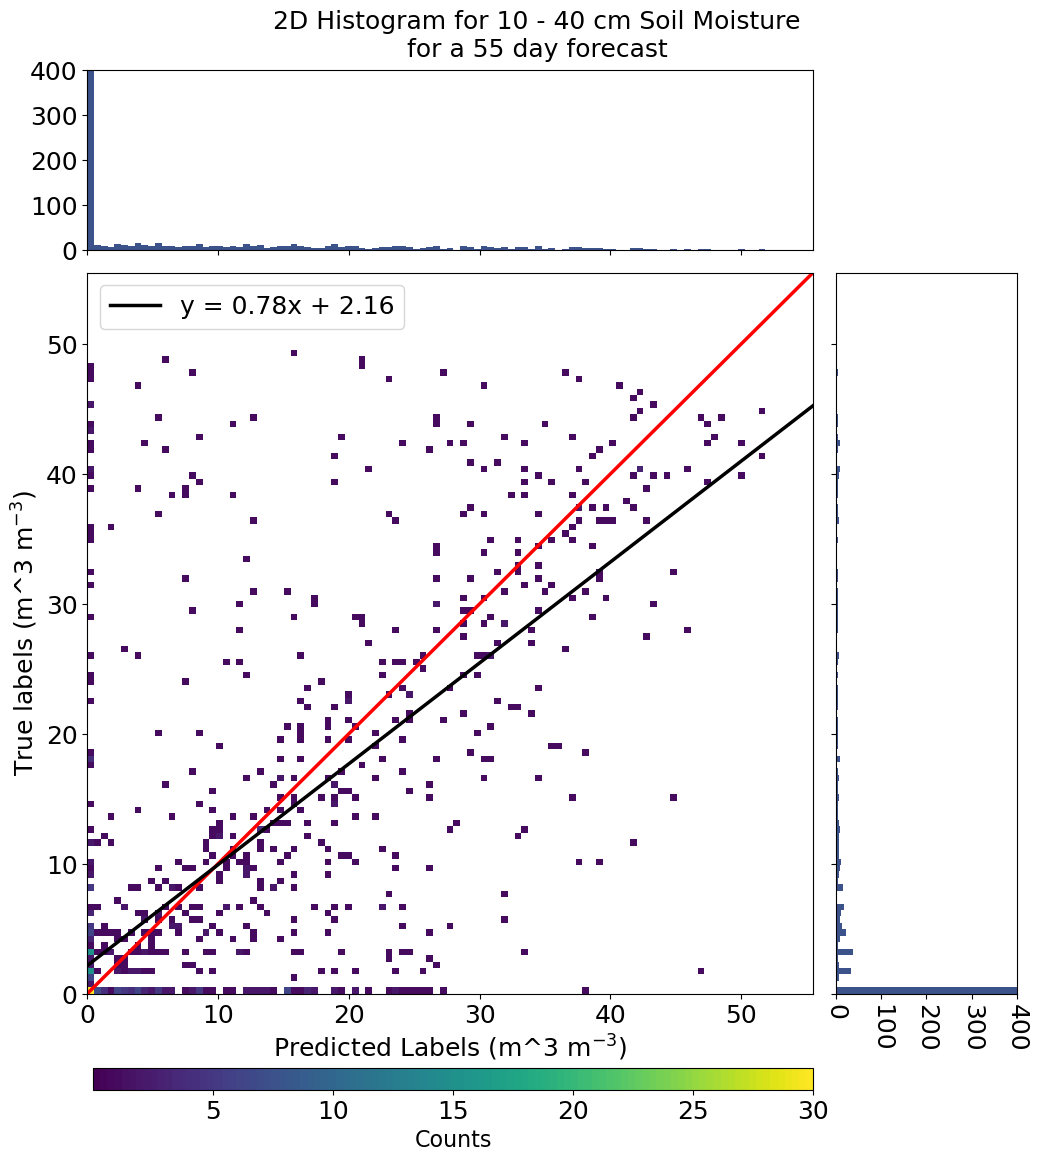 2D Histogram for 10 - 40 cm Soil Moisture
for a 55 day forecast
400
300
200
100
0
y = 0.78x + 2.16
50
40
30
20
10
0
True labels (m^3 m⁻³)
0 10 20 30 40 50
Predicted Labels (m^3 m⁻³)
0 100 200 300 400
5 10 15 20 25 30
Counts